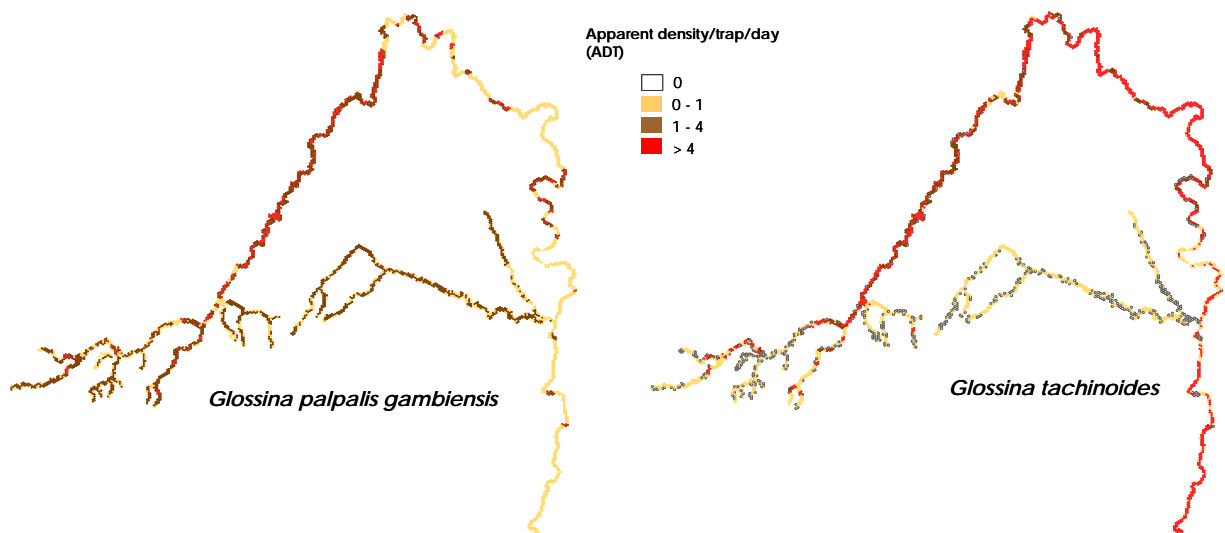 Apparent density/trap/day
(ADT)
0
0 - 1
1 - 4
> 4
Glossina palpalis gambiensis
Glossina tachinoides